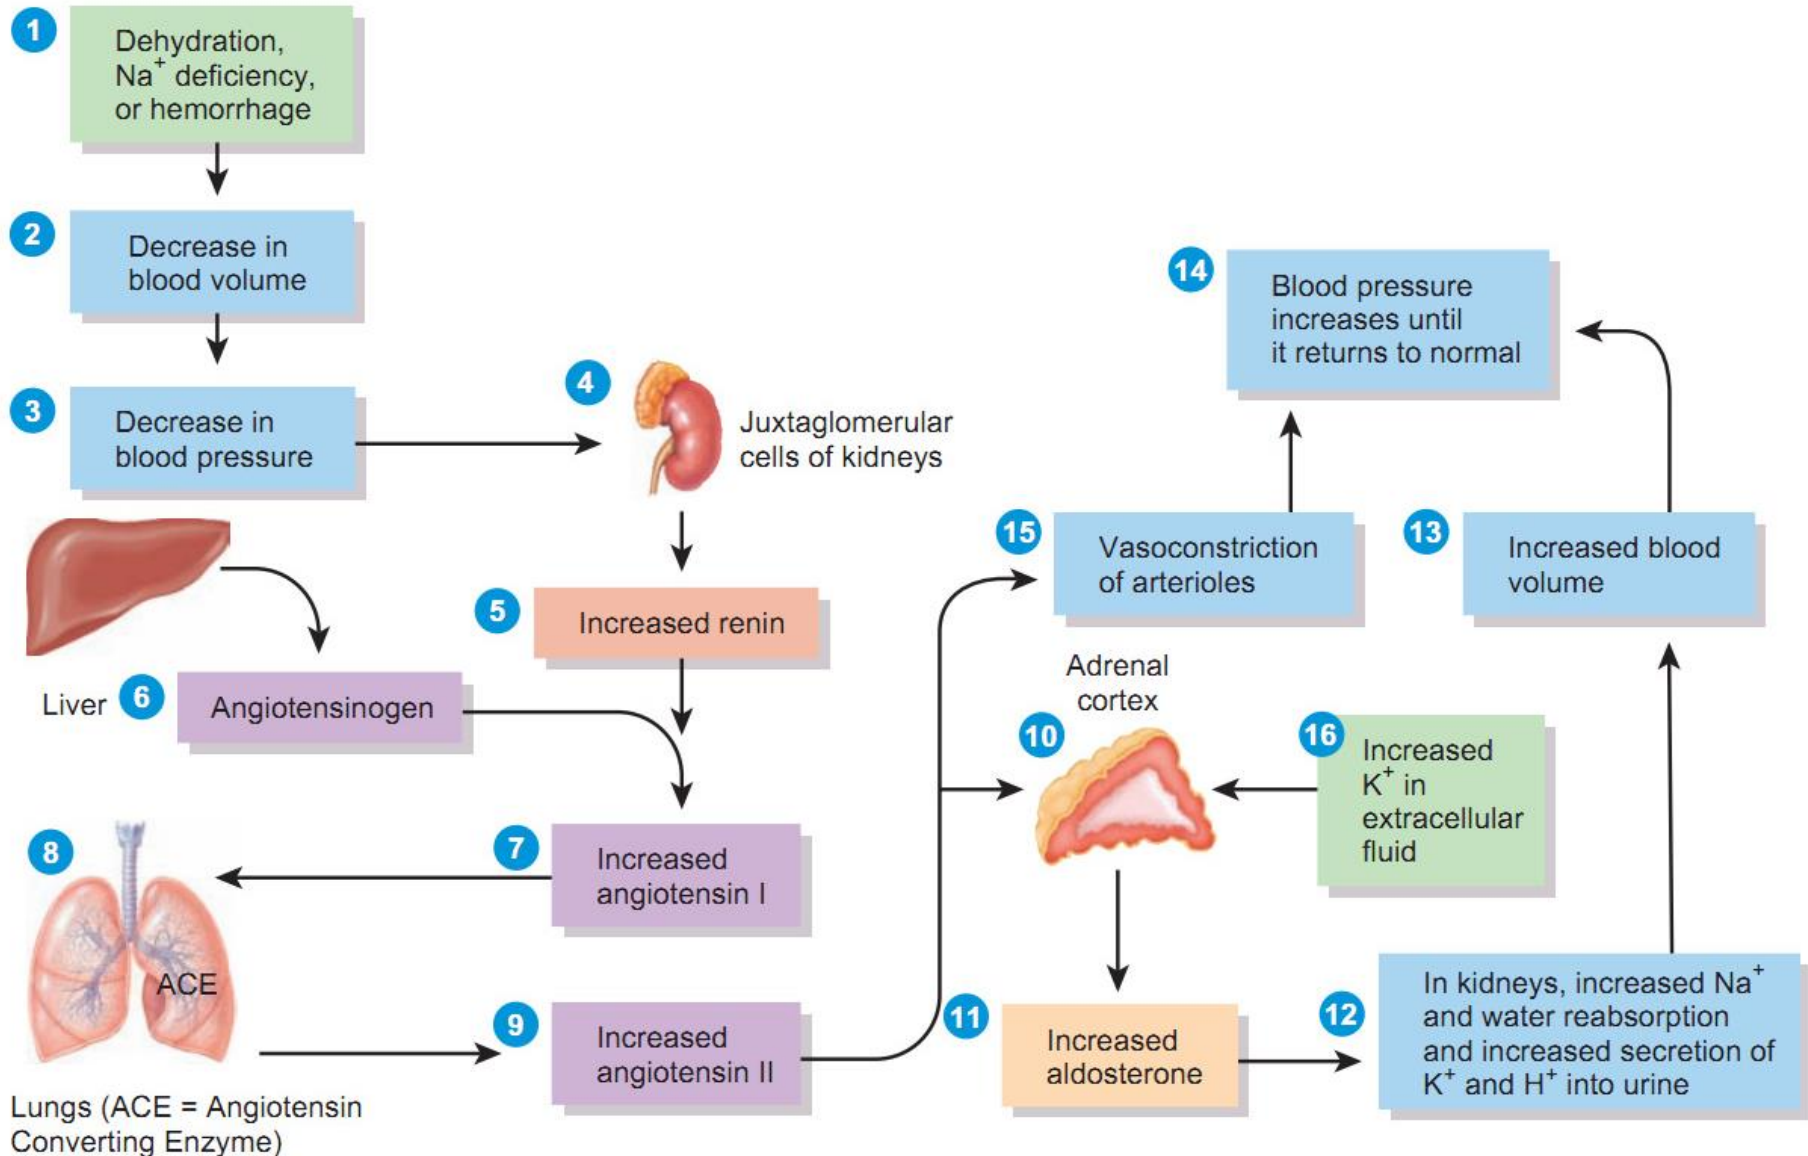 1
Dehydration,
Na⁺ deficiency,
or hemorrhage
2
Decrease in
blood volume
3
Decrease in
blood pressure
4
Juxtaglomerular
cells of kidneys
5
Increased renin
Liver
6
Angiotensinogen
7
Increased
angiotensin I
8
ACE
Lungs (ACE = Angiotensin
Converting Enzyme)
9
Increased
angiotensin II
10
Adrenal
cortex
11
Increased
aldosterone
12
In kidneys, increased Na⁺
and water reabsorption
and increased secretion of
K⁺ and H⁺ into urine
13
Increased blood
volume
14
Blood pressure
increases until
it returns to normal
15
Vasoconstriction
of arterioles
16
Increased
K⁺ in
extracellular
fluid